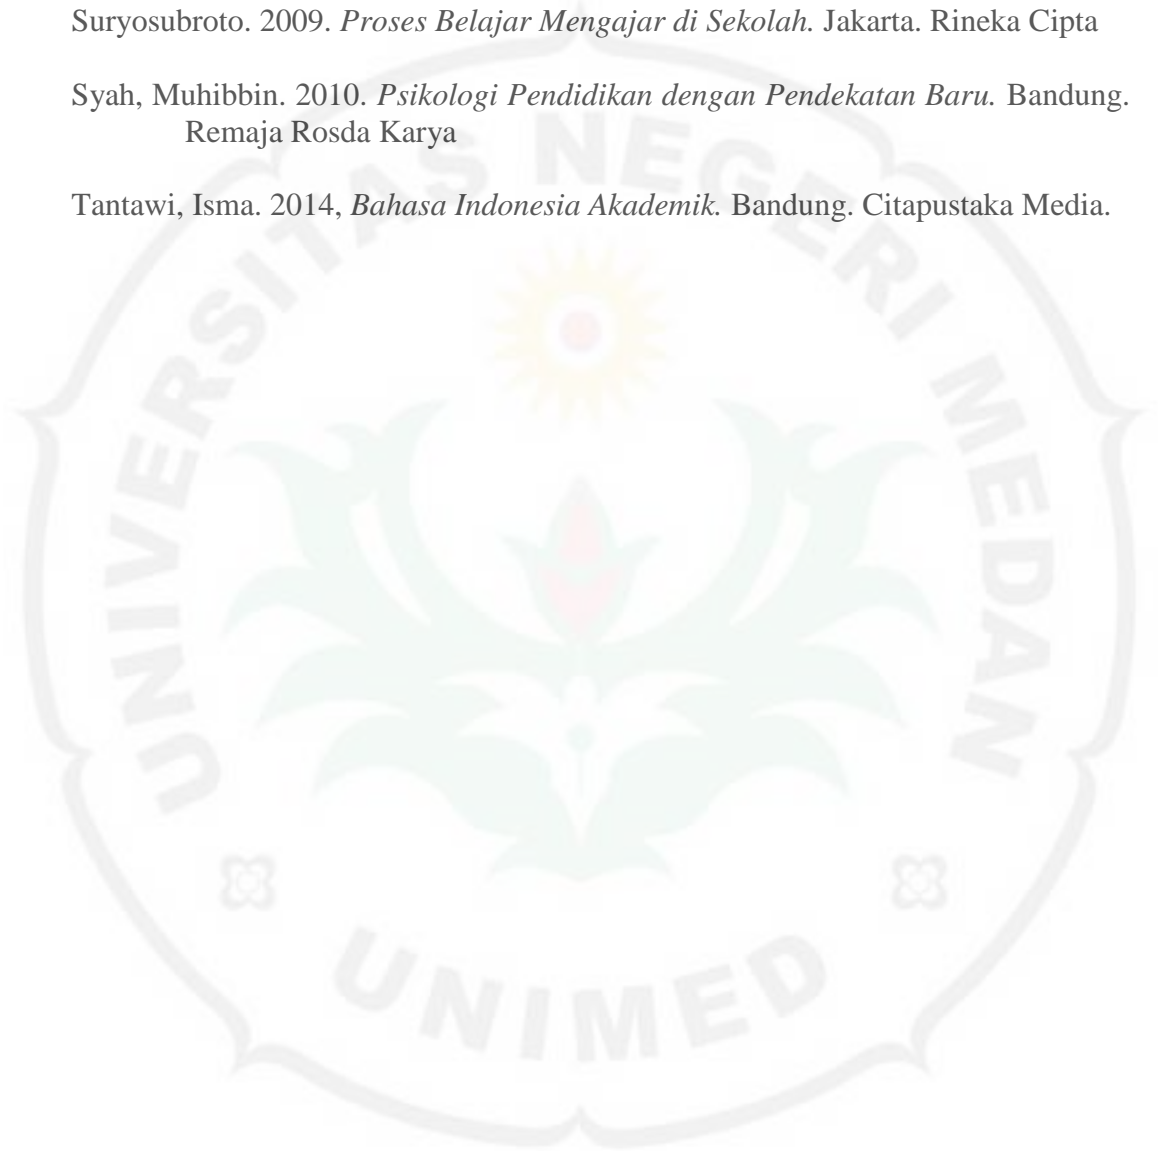 Suryosubroto. 2009. Proses Belajar Mengajar di Sekolah. Jakarta. Rineka Cipta
Syah, Muhibbin. 2010. Psikologi Pendidikan dengan Pendekatan Baru. Bandung.
Remaja Rosda Karya
Tantawi, Isma. 2014, Bahasa Indonesia Akademik. Bandung. Citapustaka Media.
UNIVERSITAS NEGERI MEDAN
UNIMED